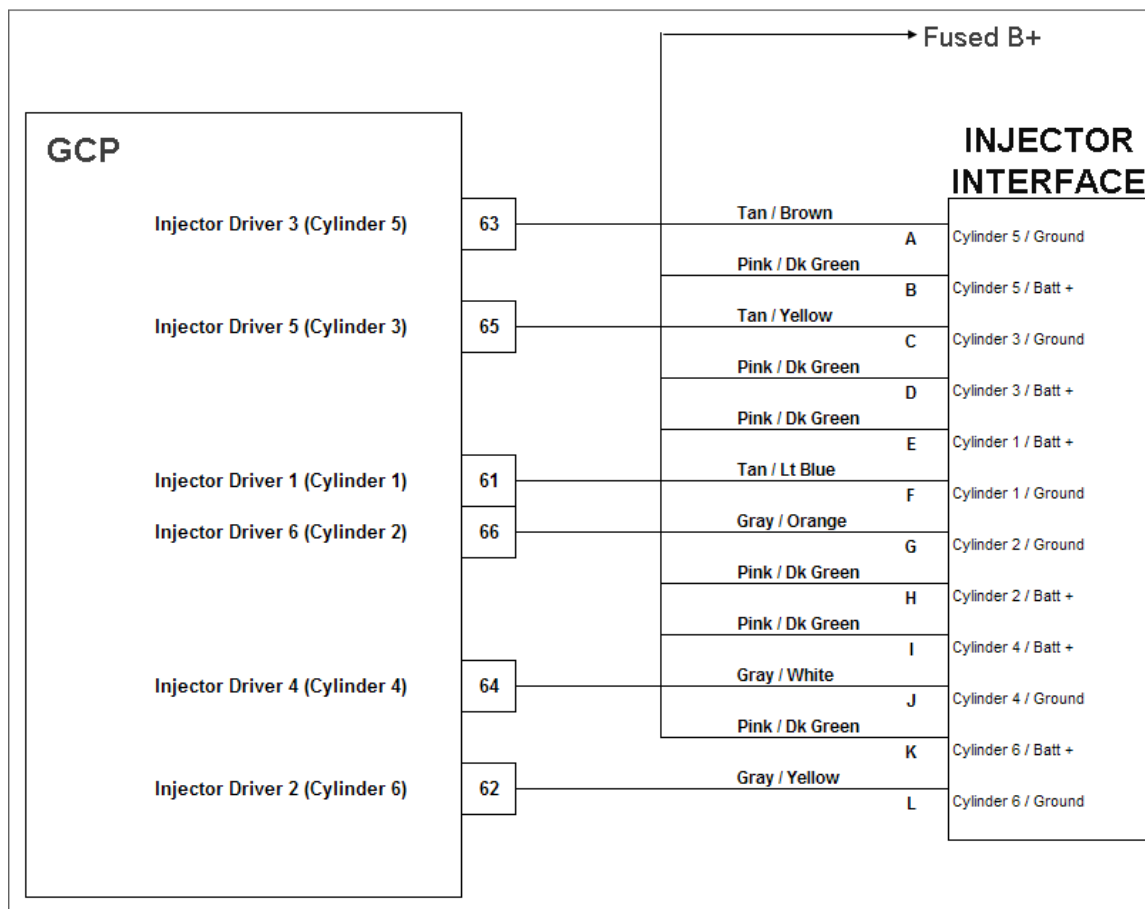 Fused B+
GCP
INJECTOR
INTERFACE
Injector Driver 3 (Cylinder 5)
63
Tan / Brown
A
Cylinder 5 / Ground
Pink / Dk Green
B
Cylinder 5 / Batt +
Injector Driver 5 (Cylinder 3)
65
Tan / Yellow
C
Cylinder 3 / Ground
Pink / Dk Green
D
Cylinder 3 / Batt +
Pink / Dk Green
E
Cylinder 1 / Batt +
Injector Driver 1 (Cylinder 1)
61
Tan / Lt Blue
F
Cylinder 1 / Ground
Injector Driver 6 (Cylinder 2)
66
Gray / Orange
G
Cylinder 2 / Ground
Pink / Dk Green
H
Cylinder 2 / Batt +
Pink / Dk Green
I
Cylinder 4 / Batt +
Injector Driver 4 (Cylinder 4)
64
Gray / White
J
Cylinder 4 / Ground
Pink / Dk Green
K
Cylinder 6 / Batt +
Injector Driver 2 (Cylinder 6)
62
Gray / Yellow
L
Cylinder 6 / Ground